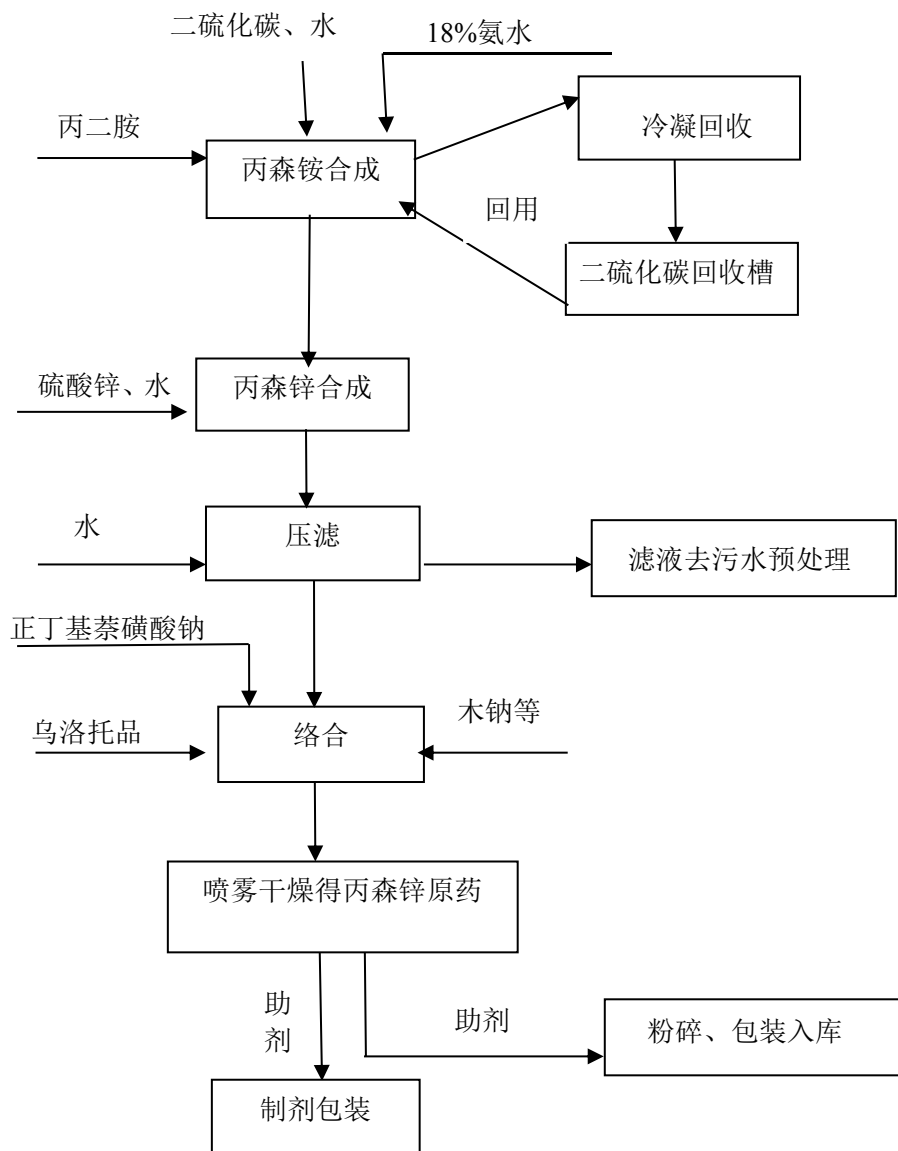 二硫化碳、水
18%氨水
冷凝回收
丙二胺
丙森铵合成
回用
二硫化碳回收槽
硫酸锌、水
丙森锌合成
水
压滤
滤液去污水预处理
正丁基萘磺酸钠
木钠等
乌洛托品
络合
喷雾干燥得丙森锌原药
助
剂
助剂
粉碎、包装入库
制剂包装